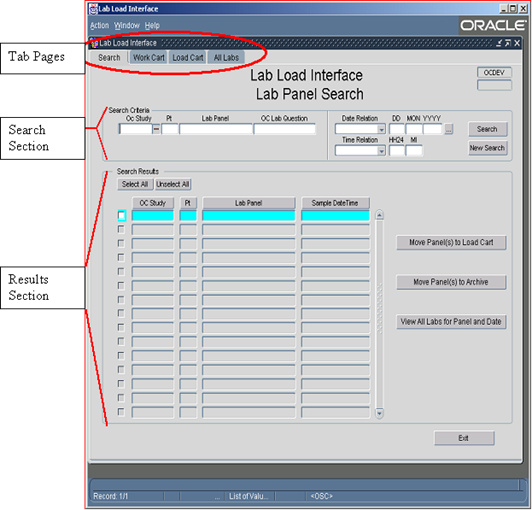 Lab Load Interface
Action Window Help
ORACLE
Lab Load Interface
Tab Pages
Search Work Cart Load Cart All Labs
Lab Load Interface
OCDEV
Lab Panel Search
Search Criteria
OC Study Pt Lab Panel OC Lab Question Date Relation DD MON YYYY
Search
Section
... Search
Time Relation HH24 MI
New Search
Search Results
Select All Unselect All
OC Study Pt Lab Panel Sample DateTime
Move Panel(s) to Load Cart
Results
Section
Move Panel(s) to Archive
View All Labs for Panel and Date
Exit
Record: 1/1 ... List of Valu... <OSC>